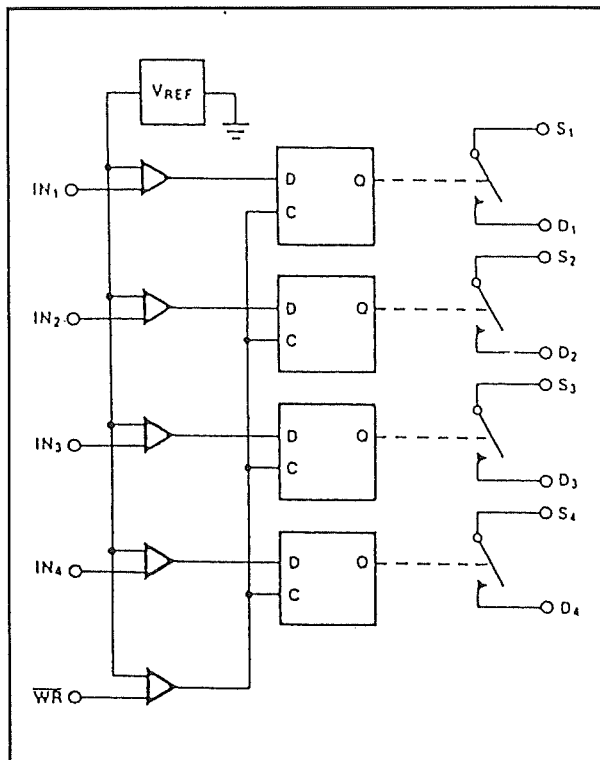 VREF
S1
IN1
D
Q
C
D1
S2
IN2
D
Q
C
D2
S3
IN3
D
Q
C
D3
S4
IN4
D
Q
C
D4
WR